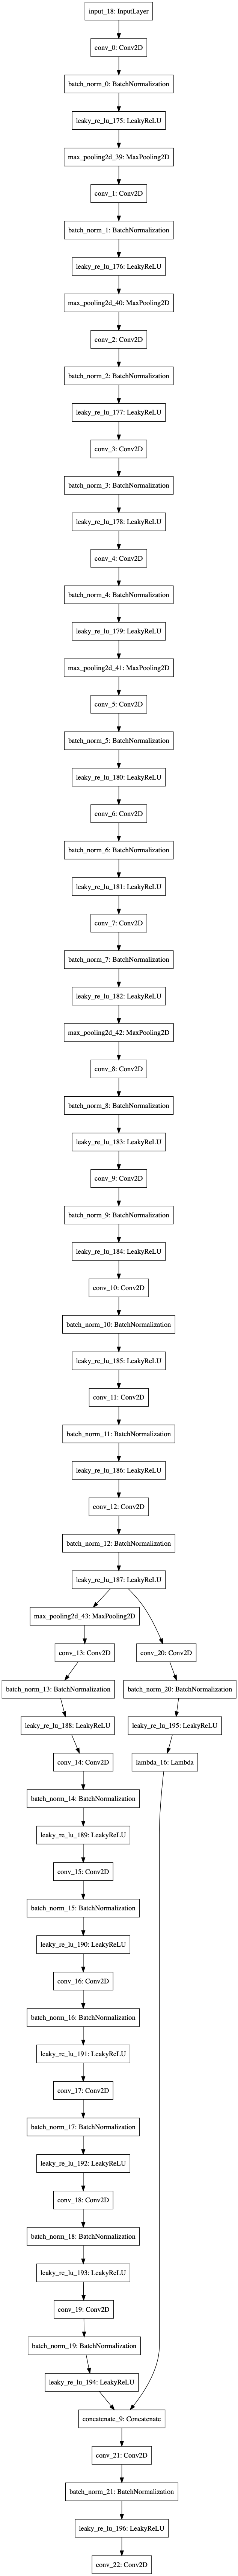 input_18: InputLayer
conv_0: Conv2D
batch_norm_0: BatchNormalization
leaky_re_lu_175: LeakyReLU
max_pooling2d_39: MaxPooling2D
conv_1: Conv2D
batch_norm_1: BatchNormalization
leaky_re_lu_176: LeakyReLU
max_pooling2d_40: MaxPooling2D
conv_2: Conv2D
batch_norm_2: BatchNormalization
leaky_re_lu_177: LeakyReLU
conv_3: Conv2D
batch_norm_3: BatchNormalization
leaky_re_lu_178: LeakyReLU
conv_4: Conv2D
batch_norm_4: BatchNormalization
leaky_re_lu_179: LeakyReLU
max_pooling2d_41: MaxPooling2D
conv_5: Conv2D
batch_norm_5: BatchNormalization
leaky_re_lu_180: LeakyReLU
conv_6: Conv2D
batch_norm_6: BatchNormalization
leaky_re_lu_181: LeakyReLU
conv_7: Conv2D
batch_norm_7: BatchNormalization
leaky_re_lu_182: LeakyReLU
max_pooling2d_42: MaxPooling2D
conv_8: Conv2D
batch_norm_8: BatchNormalization
leaky_re_lu_183: LeakyReLU
conv_9: Conv2D
batch_norm_9: BatchNormalization
leaky_re_lu_184: LeakyReLU
conv_10: Conv2D
batch_norm_10: BatchNormalization
leaky_re_lu_185: LeakyReLU
conv_11: Conv2D
batch_norm_11: BatchNormalization
leaky_re_lu_186: LeakyReLU
conv_12: Conv2D
batch_norm_12: BatchNormalization
leaky_re_lu_187: LeakyReLU
max_pooling2d_43: MaxPooling2D
conv_13: Conv2D
conv_20: Conv2D
batch_norm_13: BatchNormalization
batch_norm_20: BatchNormalization
leaky_re_lu_188: LeakyReLU
leaky_re_lu_195: LeakyReLU
conv_14: Conv2D
lambda_16: Lambda
batch_norm_14: BatchNormalization
leaky_re_lu_189: LeakyReLU
conv_15: Conv2D
batch_norm_15: BatchNormalization
leaky_re_lu_190: LeakyReLU
conv_16: Conv2D
batch_norm_16: BatchNormalization
leaky_re_lu_191: LeakyReLU
conv_17: Conv2D
batch_norm_17: BatchNormalization
leaky_re_lu_192: LeakyReLU
conv_18: Conv2D
batch_norm_18: BatchNormalization
leaky_re_lu_193: LeakyReLU
conv_19: Conv2D
batch_norm_19: BatchNormalization
leaky_re_lu_194: LeakyReLU
concatenate_9: Concatenate
conv_21: Conv2D
batch_norm_21: BatchNormalization
leaky_re_lu_196: LeakyReLU
conv_22: Conv2D